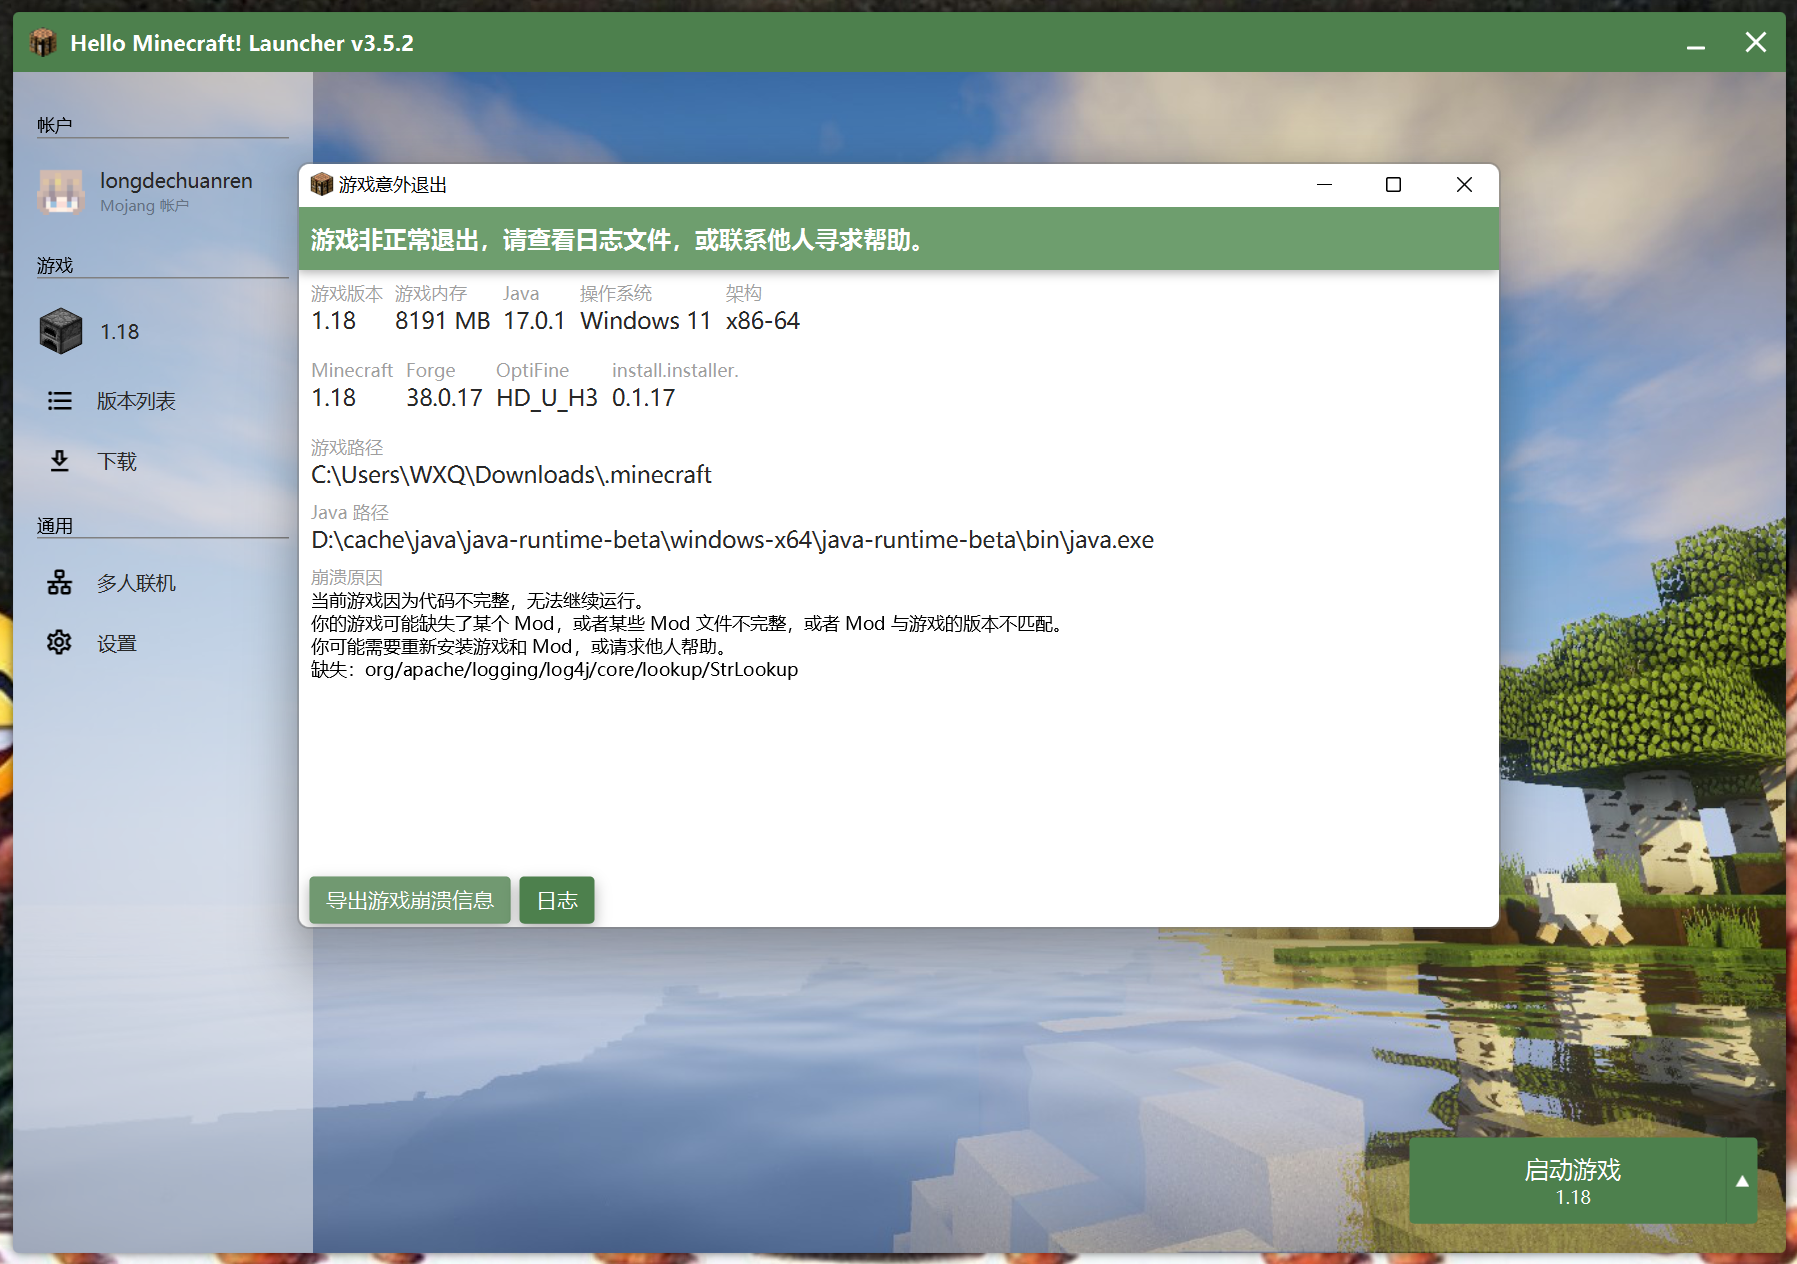 Hello Minecraft! Launcher v3.5.2
帐户
longdechuanren
Mojang 帐户
游戏
1.18
版本列表
下载
通用
多人联机
设置
游戏意外退出
游戏非正常退出，请查看日志文件，或联系他人寻求帮助。
游戏版本 游戏内存 Java 操作系统 架构
1.18 8191 MB 17.0.1 Windows 11 x86-64
Minecraft Forge OptiFine install.installer.
1.18 38.0.17 HD_U_H3 0.1.17
游戏路径
C:\Users\WXQ\Downloads\.minecraft
Java 路径
D:\cache\java\java-runtime-beta\windows-x64\java-runtime-beta\bin\java.exe
崩溃原因
当前游戏因为代码不完整，无法继续运行。
你的游戏可能缺失了某个 Mod，或者某些 Mod 文件不完整，或者 Mod 与游戏的版本不匹配。
你可能需要重新安装游戏和 Mod，或请求他人帮助。
缺失：org/apache/logging/log4j/core/lookup/StrLookup
导出游戏崩溃信息 日志
启动游戏
1.18